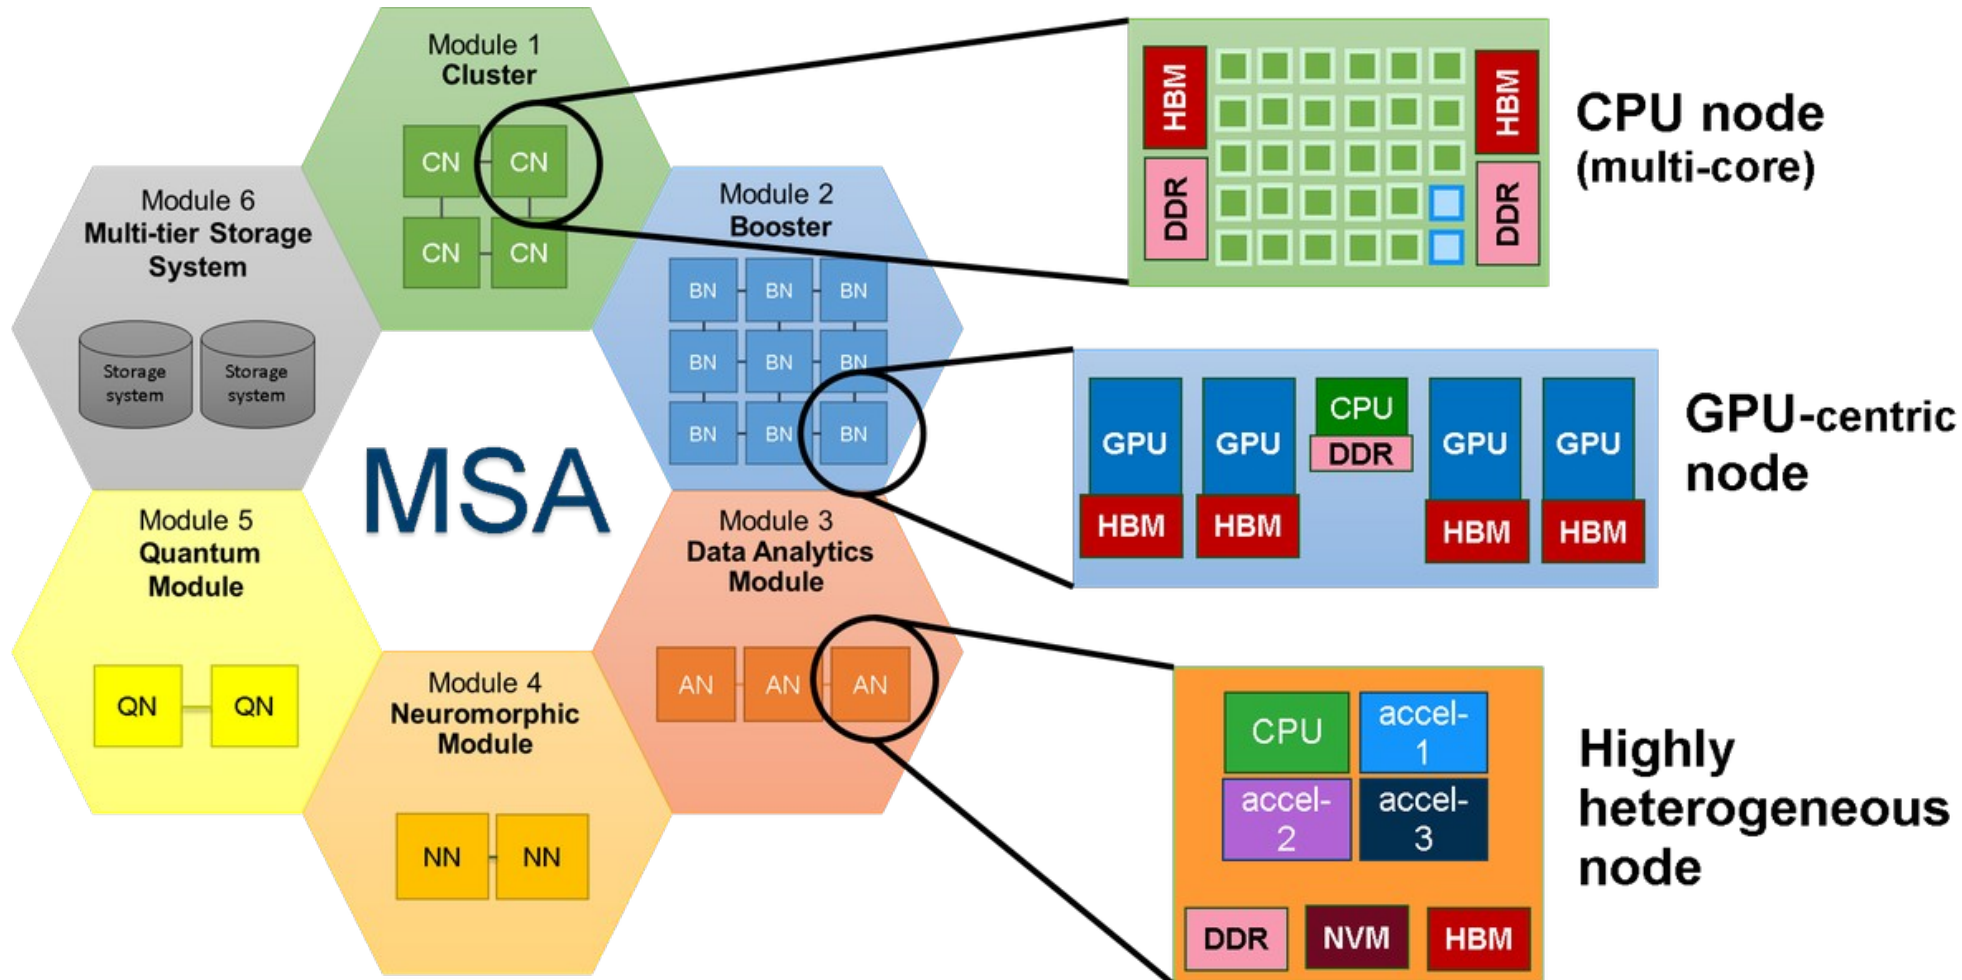 Module 1
Cluster
CN
CN
CN
CN
Module 2
Booster
BN
BN
BN
BN
BN
BN
BN
BN
BN
Module 3
Data Analytics
Module
AN
AN
AN
Module 4
Neuromorphic
Module
NN
NN
Module 5
Quantum
Module
QN
QN
Module 6
Multi-tier Storage
System
Storage
system
Storage
system
MSA
HBM
DDR
HBM
DDR
CPU node
(multi-core)
GPU
HBM
GPU
HBM
CPU
DDR
GPU
HBM
GPU
HBM
GPU-centric
node
CPU
accel-
1
accel-
2
accel-
3
DDR
NVM
HBM
Highly
heterogeneous
node